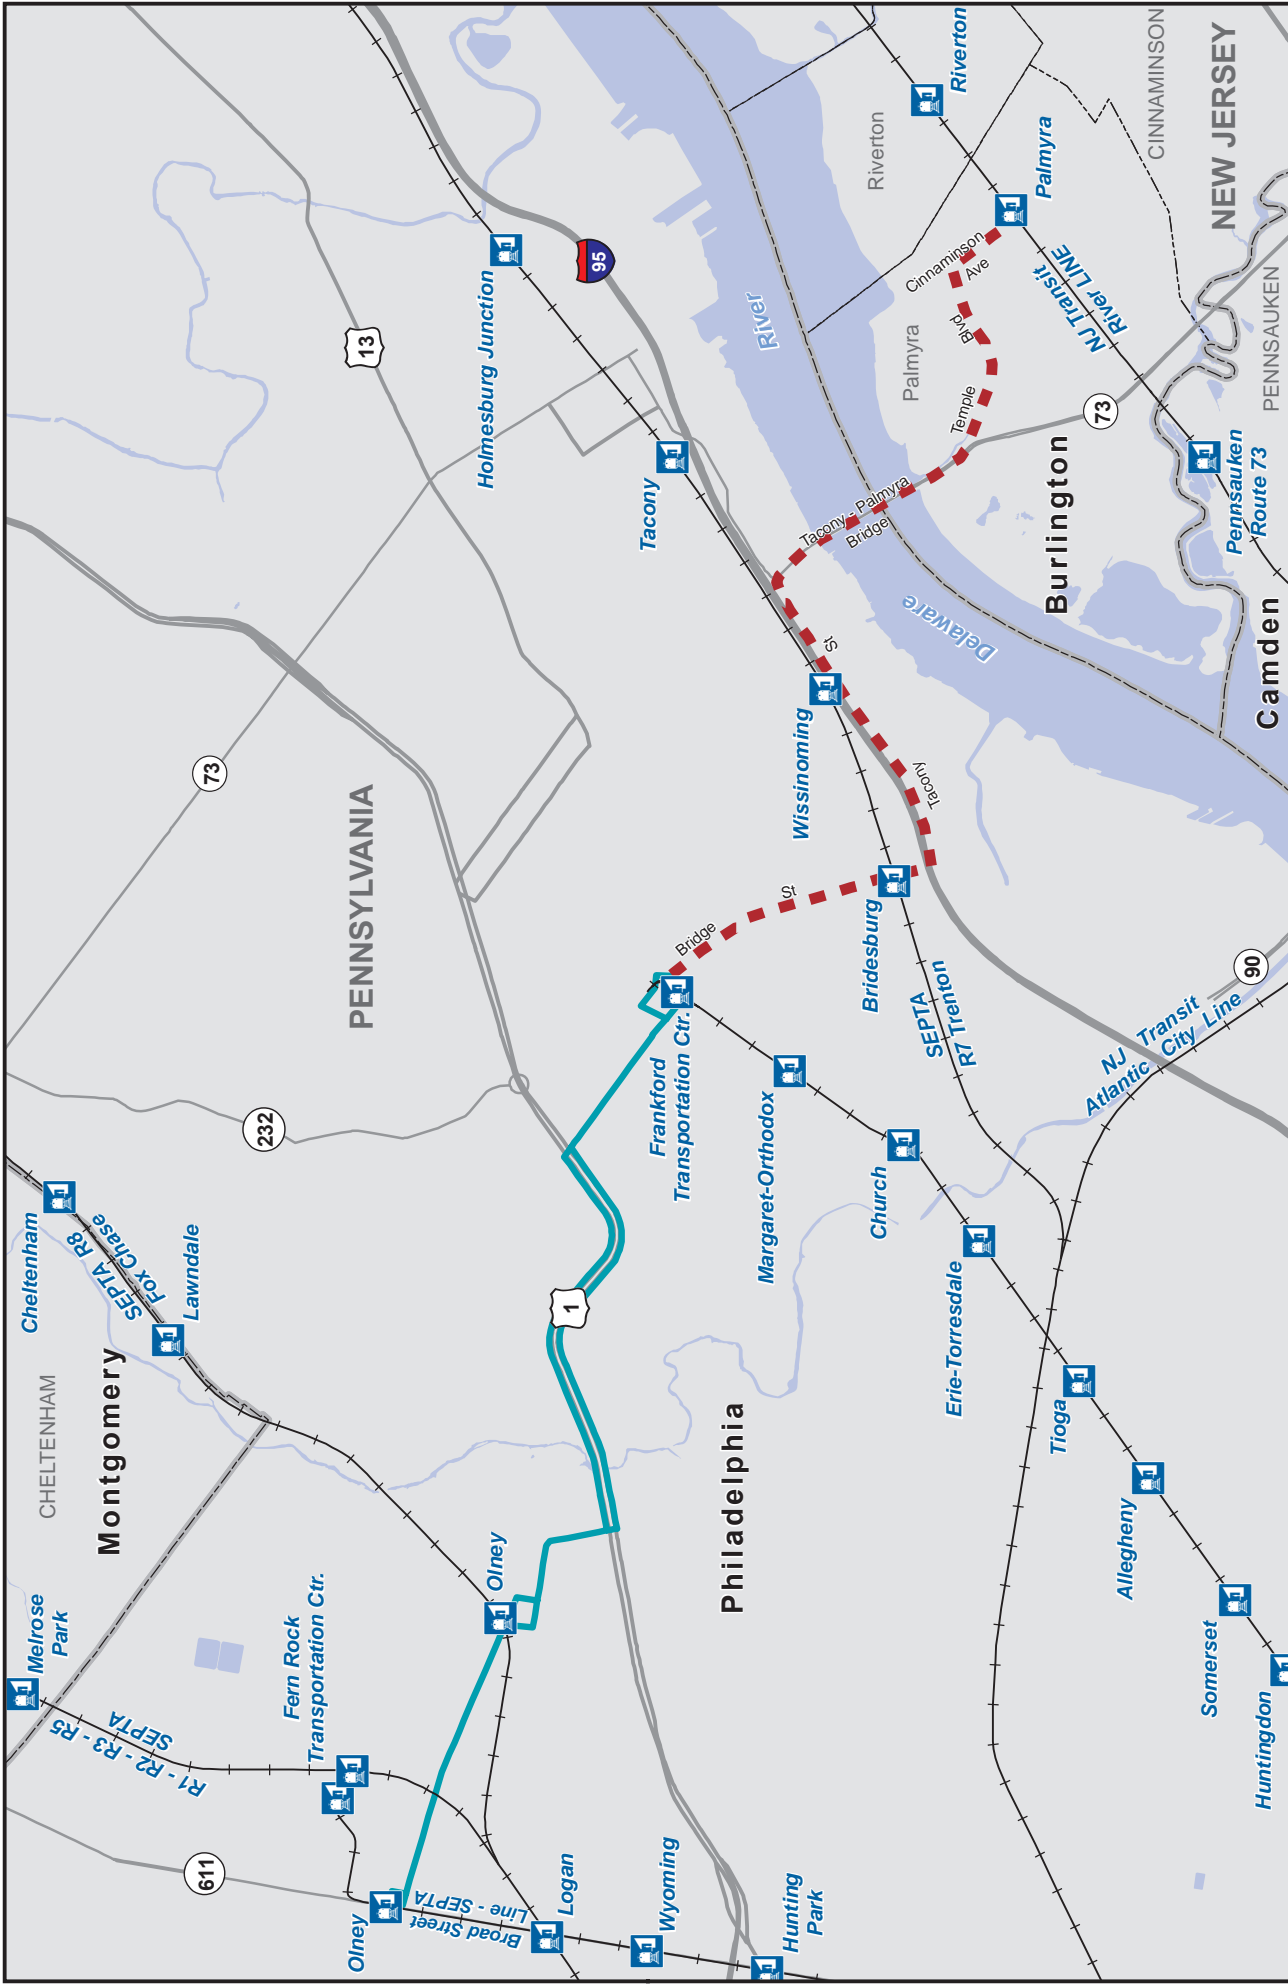 Melrose
Park
CHELTENHAM
Montgomery
Cheltenham
SEPTA R8
Fox Chase
Lawndale
232
73
PENNSYLVANIA
13
Holmesburg Junction
95
Tacony
River
Riverton
Riverton
CINNAMINSON
NEW JERSEY
Palmyra
Cinnaminson
Ave
Blvd
Temple
Palmyra
NJ Transit
River LINE
PENNSAUKEN
73
Pennsauken
Route 73
Burlington
Camden
Tacony - Palmyra
Bridge
Delaware
St
Tacony
Wissinoming
Bridesburg
St
Bridge
SEPTA
R7 Trenton
90
NJ Transit
Atlantic City Line
Frankford
Transportation Ctr.
Margaret-Orthodox
Church
Erie-Torresdale
Tioga
Allegheny
Somerset
Huntingdon
1
Philadelphia
Olney
Fern Rock
Transportation Ctr.
SEPTA
R1 - R2 - R3 - R5
611
Olney
Broad Street
Line - SEPTA
Logan
Wyoming
Hunting
Park